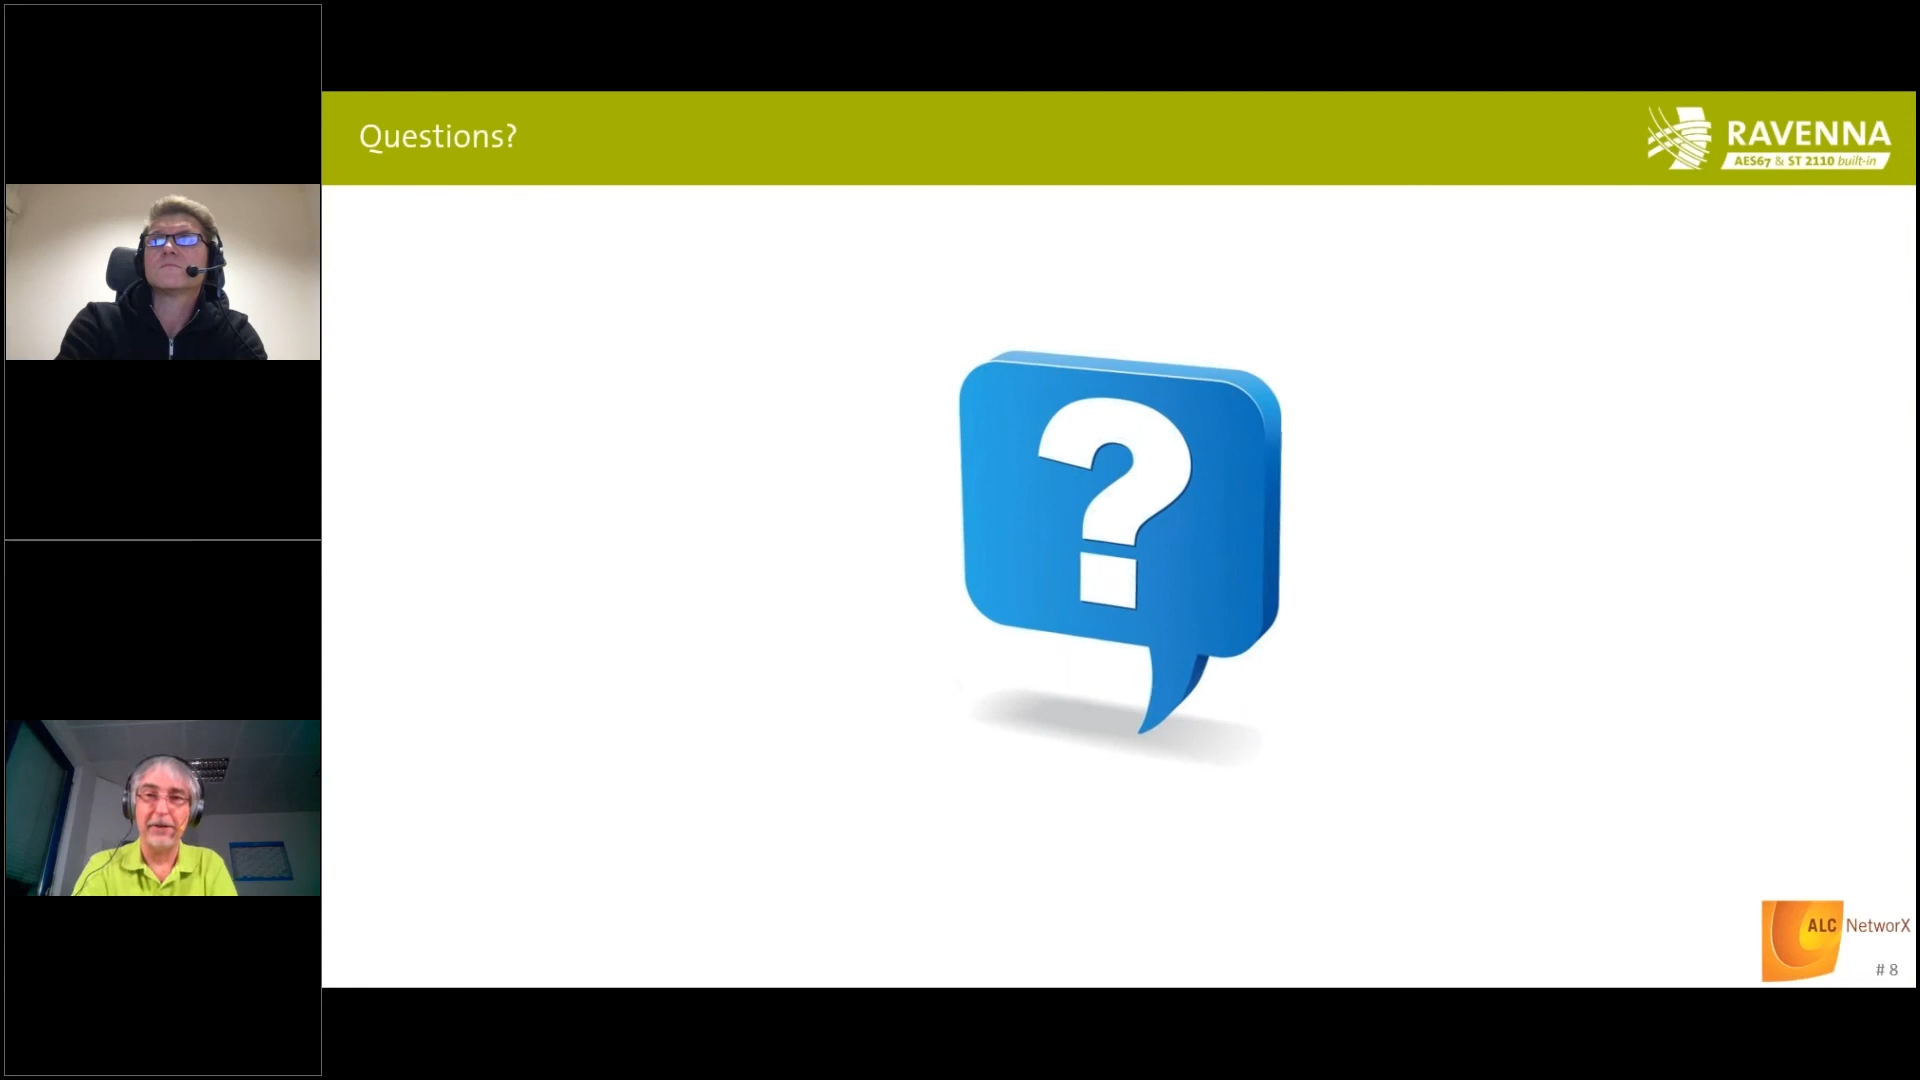 Questions?
RAVENNA
AES67 & ST 2110 built-in
?
ALC NetworX
# 8